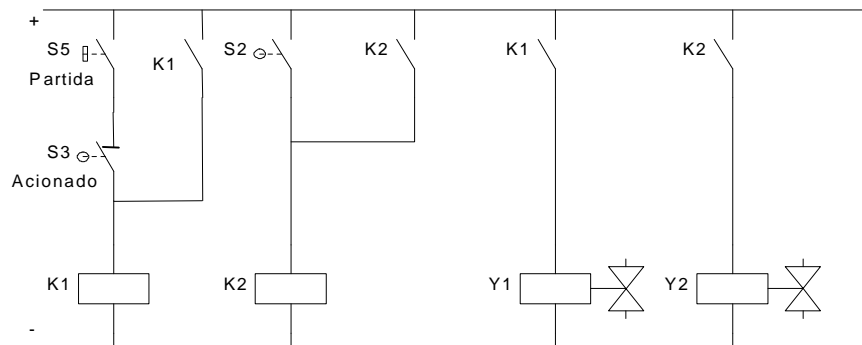 +
S5
Partida
K1
S2
K2
K1
K2
S3
Acionado
K1
K2
Y1
Y2
-